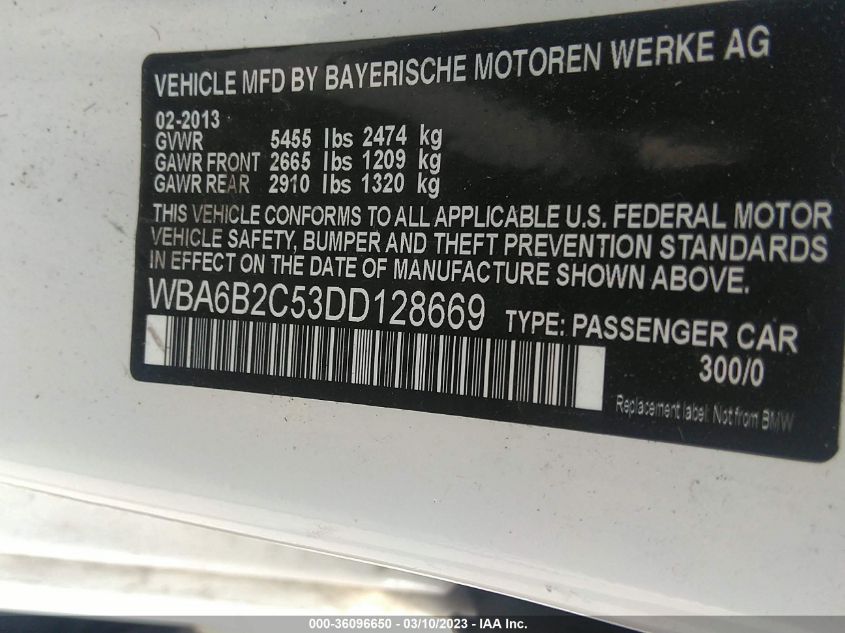 VEHICLE MFD BY BAYERISCHE MOTOREN WERKE AG
02-2013
GVWR 5455 lbs 2474 kg
GAWR FRONT 2665 lbs 1209 kg
GAWR REAR 2910 lbs 1320 kg
THIS VEHICLE CONFORMS TO ALL APPLICABLE U.S. FEDERAL MOTOR
VEHICLE SAFETY, BUMPER AND THEFT PREVENTION STANDARDS
IN EFFECT ON THE DATE OF MANUFACTURE SHOWN ABOVE.
WBA6B2C53DD128669 TYPE: PASSENGER CAR
300/0
Replacement label: Not from BMW
000-36096650 - 03/10/2023 - IAA Inc.